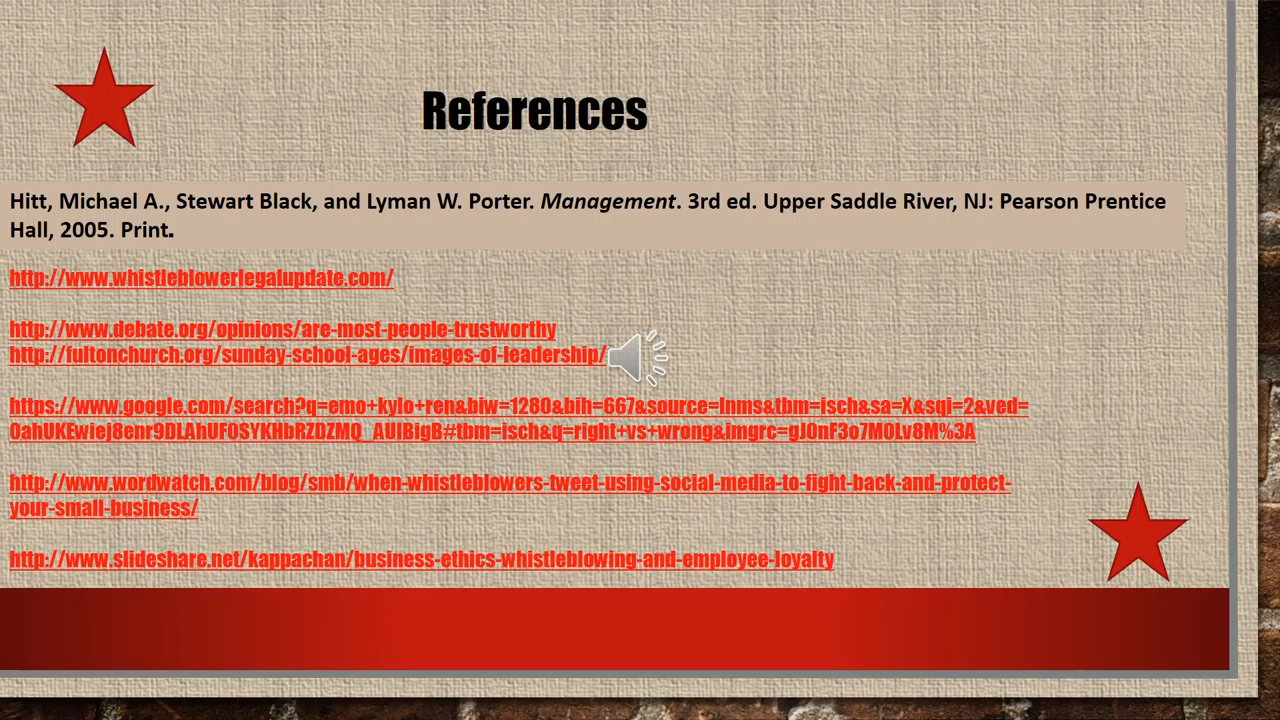 References
Hitt, Michael A., Stewart Black, and Lyman W. Porter. Management. 3rd ed. Upper Saddle River, NJ: Pearson Prentice
Hall, 2005. Print.
http://www.whistleblowerlegalupdate.com/
http://www.debate.org/opinions/are-most-people-trustworthy
http://fultonchurch.org/sunday-school-ages/images-of-leadership/
https://www.google.com/search?q=emo+kylo+ren&biw=1280&bih=667&source=lnms&tbm=isch&sa=X&sqi=2&ved=
0ahUKEwiej8enr9DLAhUF0SYKHbRZDZMQ_AUIBigB#tbm=isch&q=right+vs+wrong&imgrc=gJ0nF3o7M0Lv8M%3A
http://www.wordwatch.com/blog/smb/when-whistleblowers-tweet-using-social-media-to-fight-back-and-protect-
your-small-business/
http://www.slideshare.net/kappachan/business-ethics-whistleblowing-and-employee-loyalty